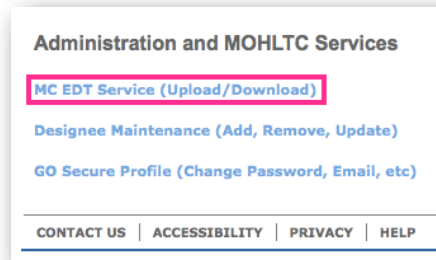 Administration and MOHLTC Services
MC EDT Service (Upload/Download)
Designee Maintenance (Add, Remove, Update)
GO Secure Profile (Change Password, Email, etc)
CONTACT US | ACCESSIBILITY | PRIVACY | HELP